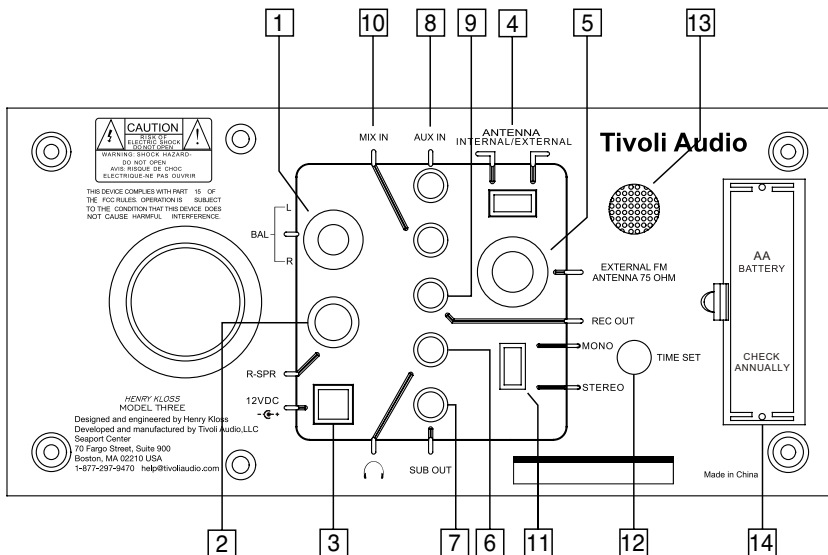 1
10
8
9
4
5
13
MIX IN
AUX IN
ANTENNA
INTERNAL/EXTERNAL
Tivoli Audio
CAUTION
RISK OF
ELECTRIC SHOCK
DO NOT OPEN
WARNING: SHOCK HAZARD-
DO NOT OPEN
AVIS: RISQUE DE CHOC
ELECTRIQUE-NE PAS OUVRIR
THIS DEVICE COMPLIES WITH PART 15 OF
THE FCC RULES. OPERATION IS SUBJECT
TO THE CONDITION THAT THIS DEVICE DOES
NOT CAUSE HARMFUL INTERFERENCE.
L
BAL
R
EXTERNAL FM
ANTENNA 75 OHM
AA
BATTERY
REC OUT
MONO
TIME SET
CHECK
ANNUALLY
R-SPR
STEREO
12VDC
- +
HENRY KLOSS
MODEL THREE
Designed and engineered by Henry Kloss
Developed and manufactured by Tivoli Audio,LLC
Seaport Center
70 Fargo Street, Suite 900
Boston, MA 02210 USA
1-877-297-9470 help@tivoliaudio.com
SUB OUT
Made in China
2
3
7
6
11
12
14